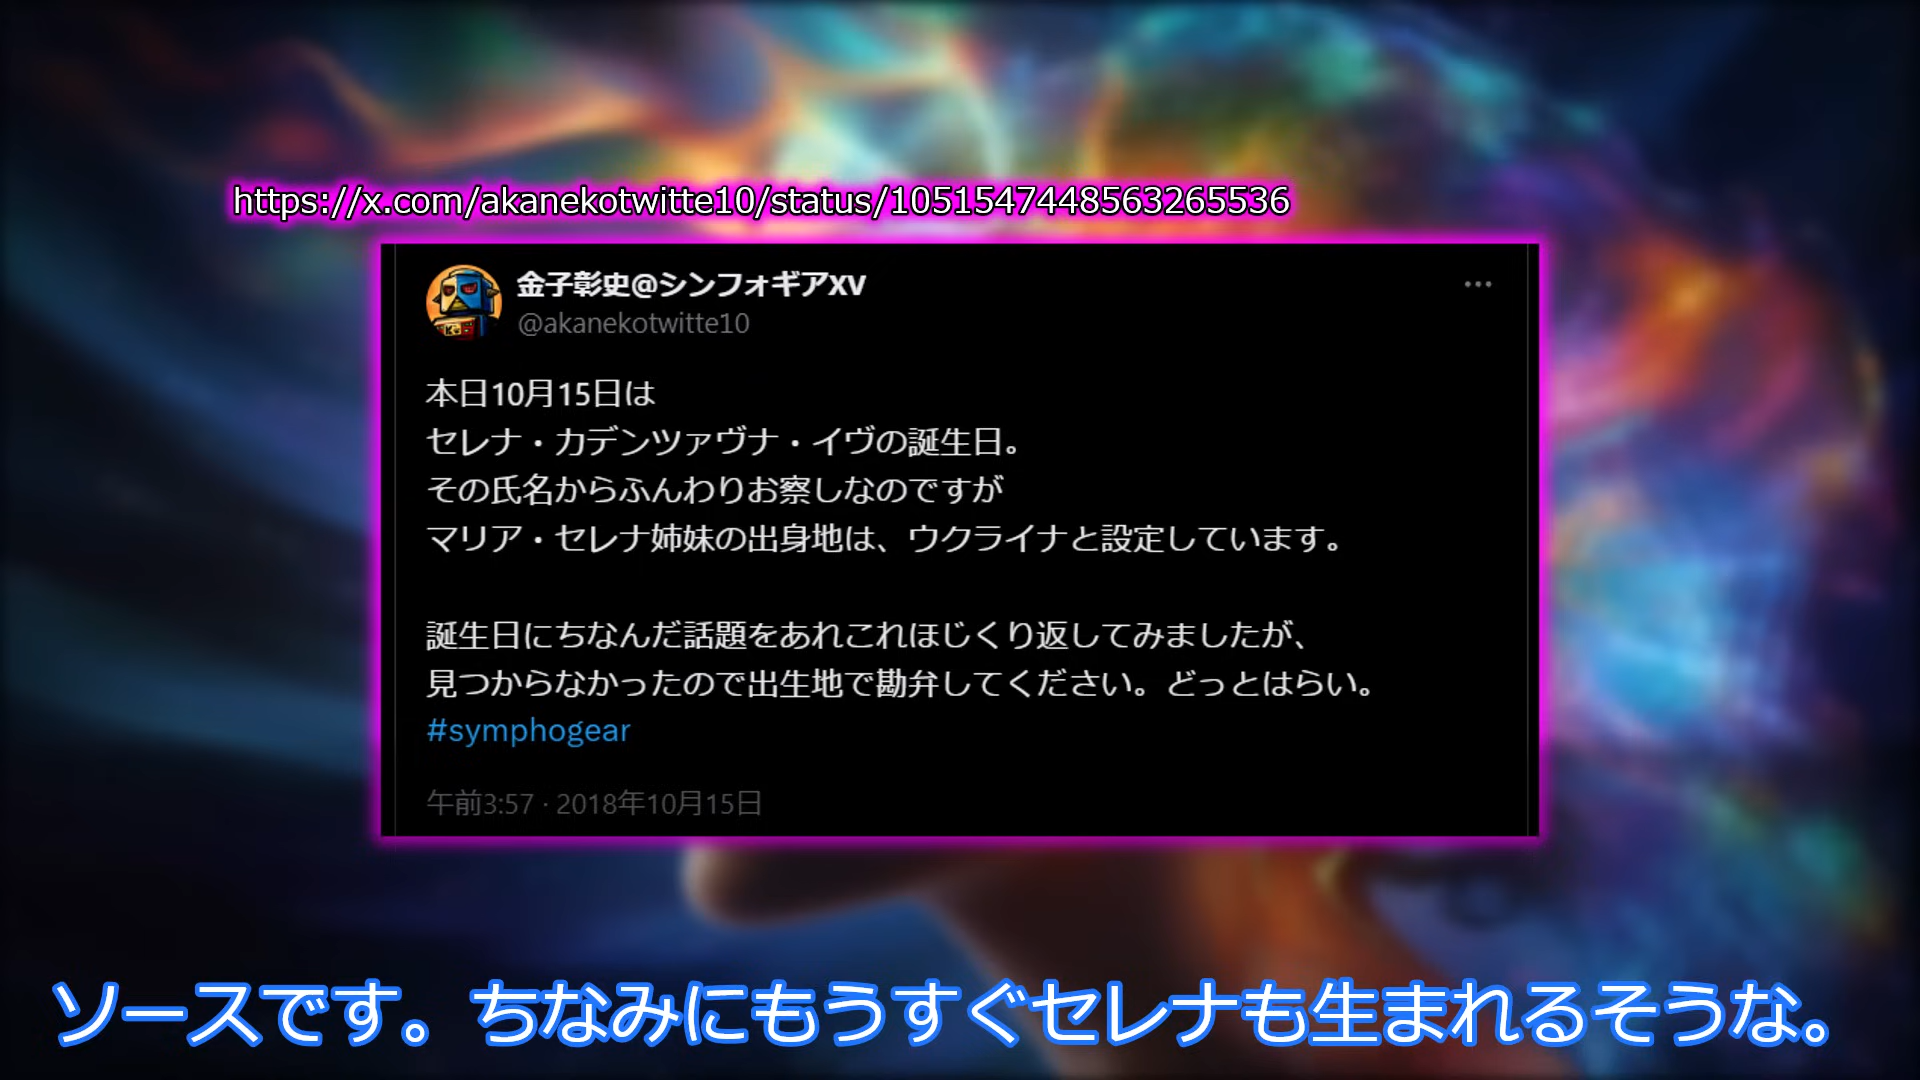 https://x.com/akanekotwitte10/status/1051547448563265536
金子彰史@シンフォギアXV
@akanekotwitte10
本日10月15日は
セレナ・カデンツァヴナ・イヴの誕生日。
その氏名からふんわりお察しなのですが
マリア・セレナ姉妹の出身地は、ウクライナと設定しています。
誕生日にちなんだ話題をあれこれほじくり返してみましたが、
見つからなかったので出生地で勘弁してください。どっとはらい。
#symphogear
午前3:57 · 2018年10月15日
ソースです。ちなみにもうすぐセレナも生まれるそうな。